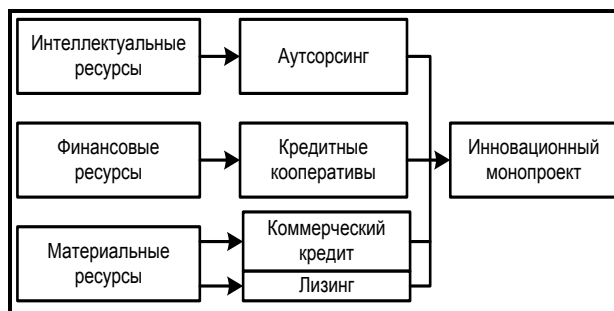 Интеллектуальные
ресурсы
Аутсорсинг
Финансовые
ресурсы
Кредитные
кооперативы
Инновационный
монопроект
Материальные
ресурсы
Коммерческий
кредит
Лизинг